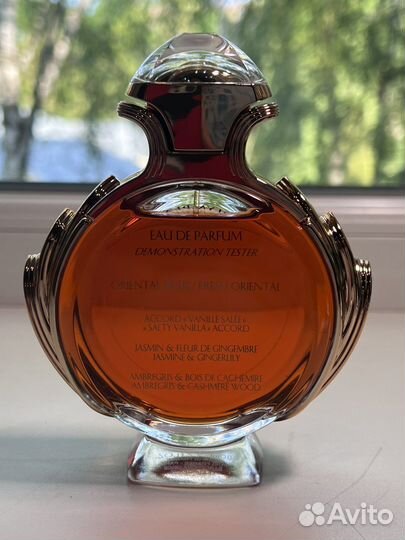 EAU DE PARFUM
DEMONSTRATION TESTER
ORIENTAL FRAIS / FRESH ORIENTAL
ACCORD « VANILLE SALÉE »
« SALTY VANILLA » ACCORD
JASMIN & FLEUR DE GINGEMBRE
JASMINE & GINGERLILY
AMBREGRIS & BOIS DE CACHEMIRE
AMBREGRIS & CASHMERE WOOD
Avito